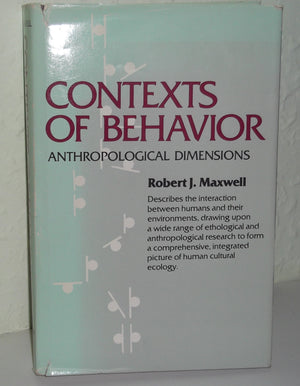 CONTEXTS
OF BEHAVIOR
ANTHROPOLOGICAL DIMENSIONS
Robert J. Maxwell
Describes the interaction
between humans and their
environments, drawing upon
a wide range of ethological and
anthropological research to form
a comprehensive, integrated
picture of human cultural
ecology.